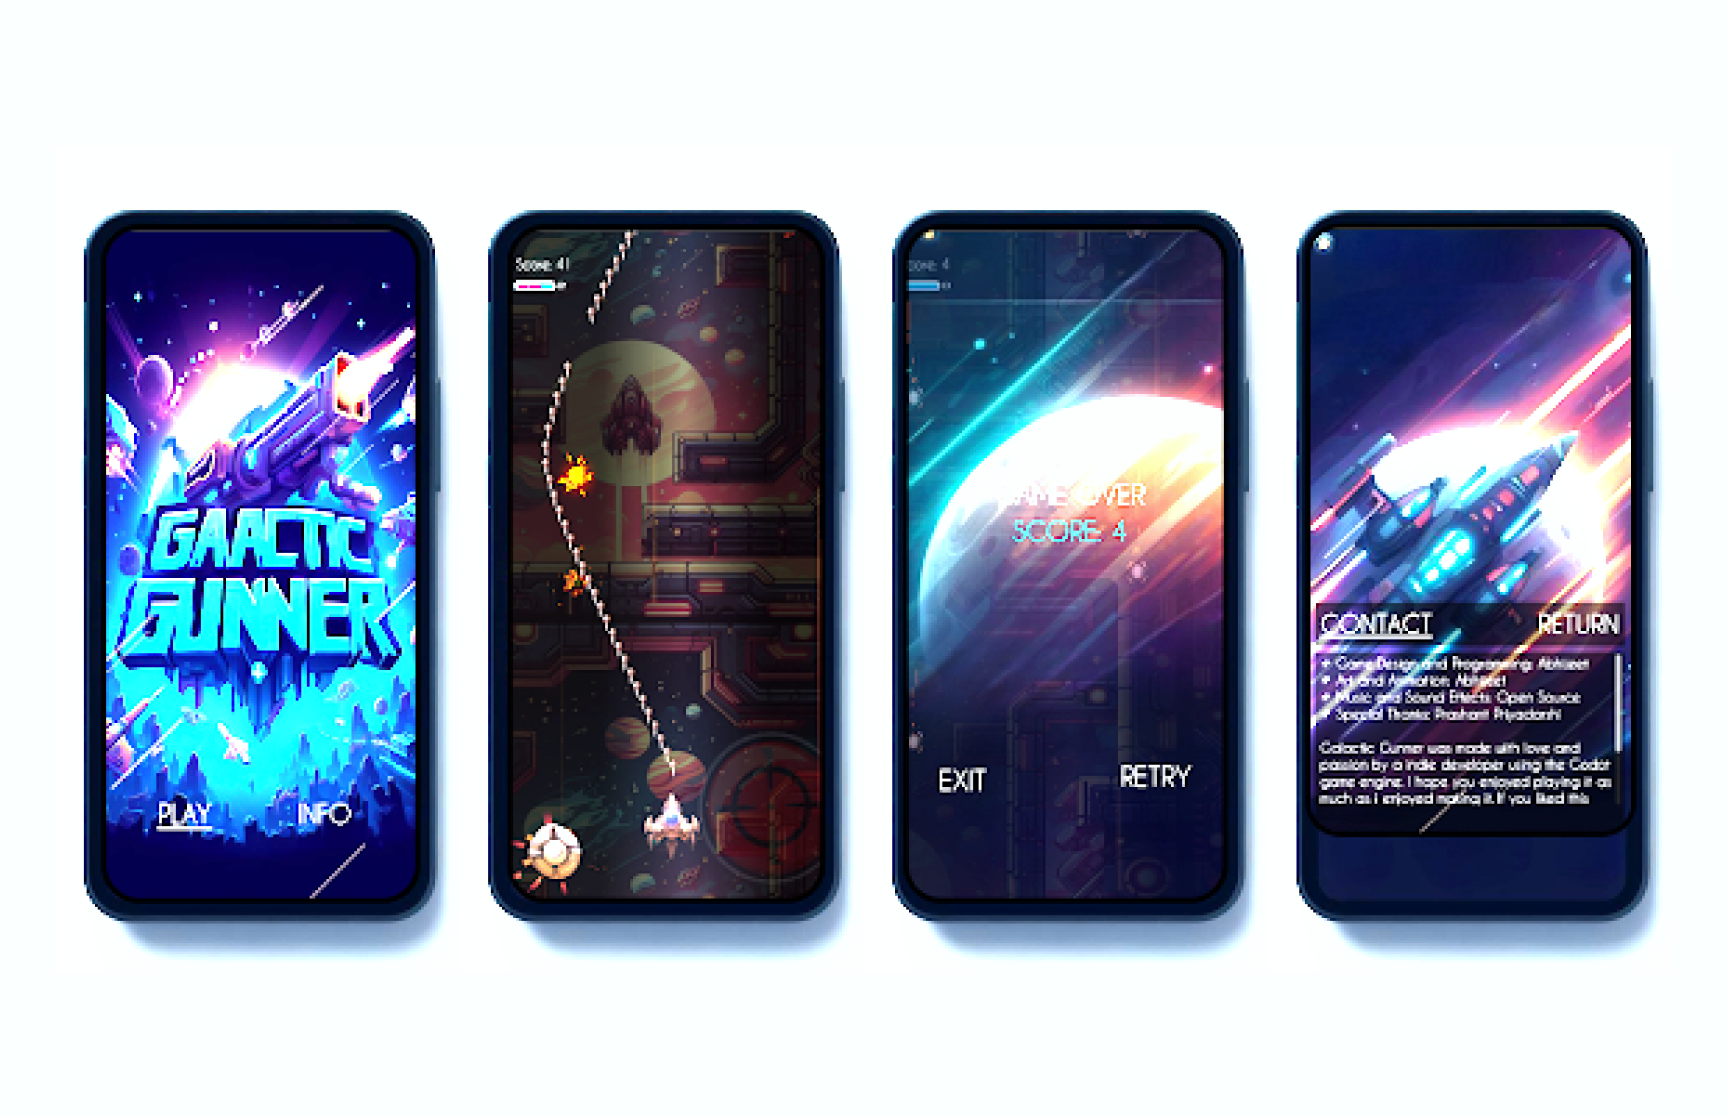 GAACTIC
GUNNER
PLAY INFO
Score: 41
core: 4
AME OVER
SCORE: 4
EXIT RETRY
CONTACT RETURN
Game Design and Programming: Abhijeet
Art and Animation: Abhijeet
Music and Sound Effects: Open Source
Special Thanks: Prashant Priyadarshi
Galactic Gunner was made with love and
passion by a indie developer using the Godot
game engine. I hope you enjoyed playing it as
much as I enjoyed making it. If you liked this